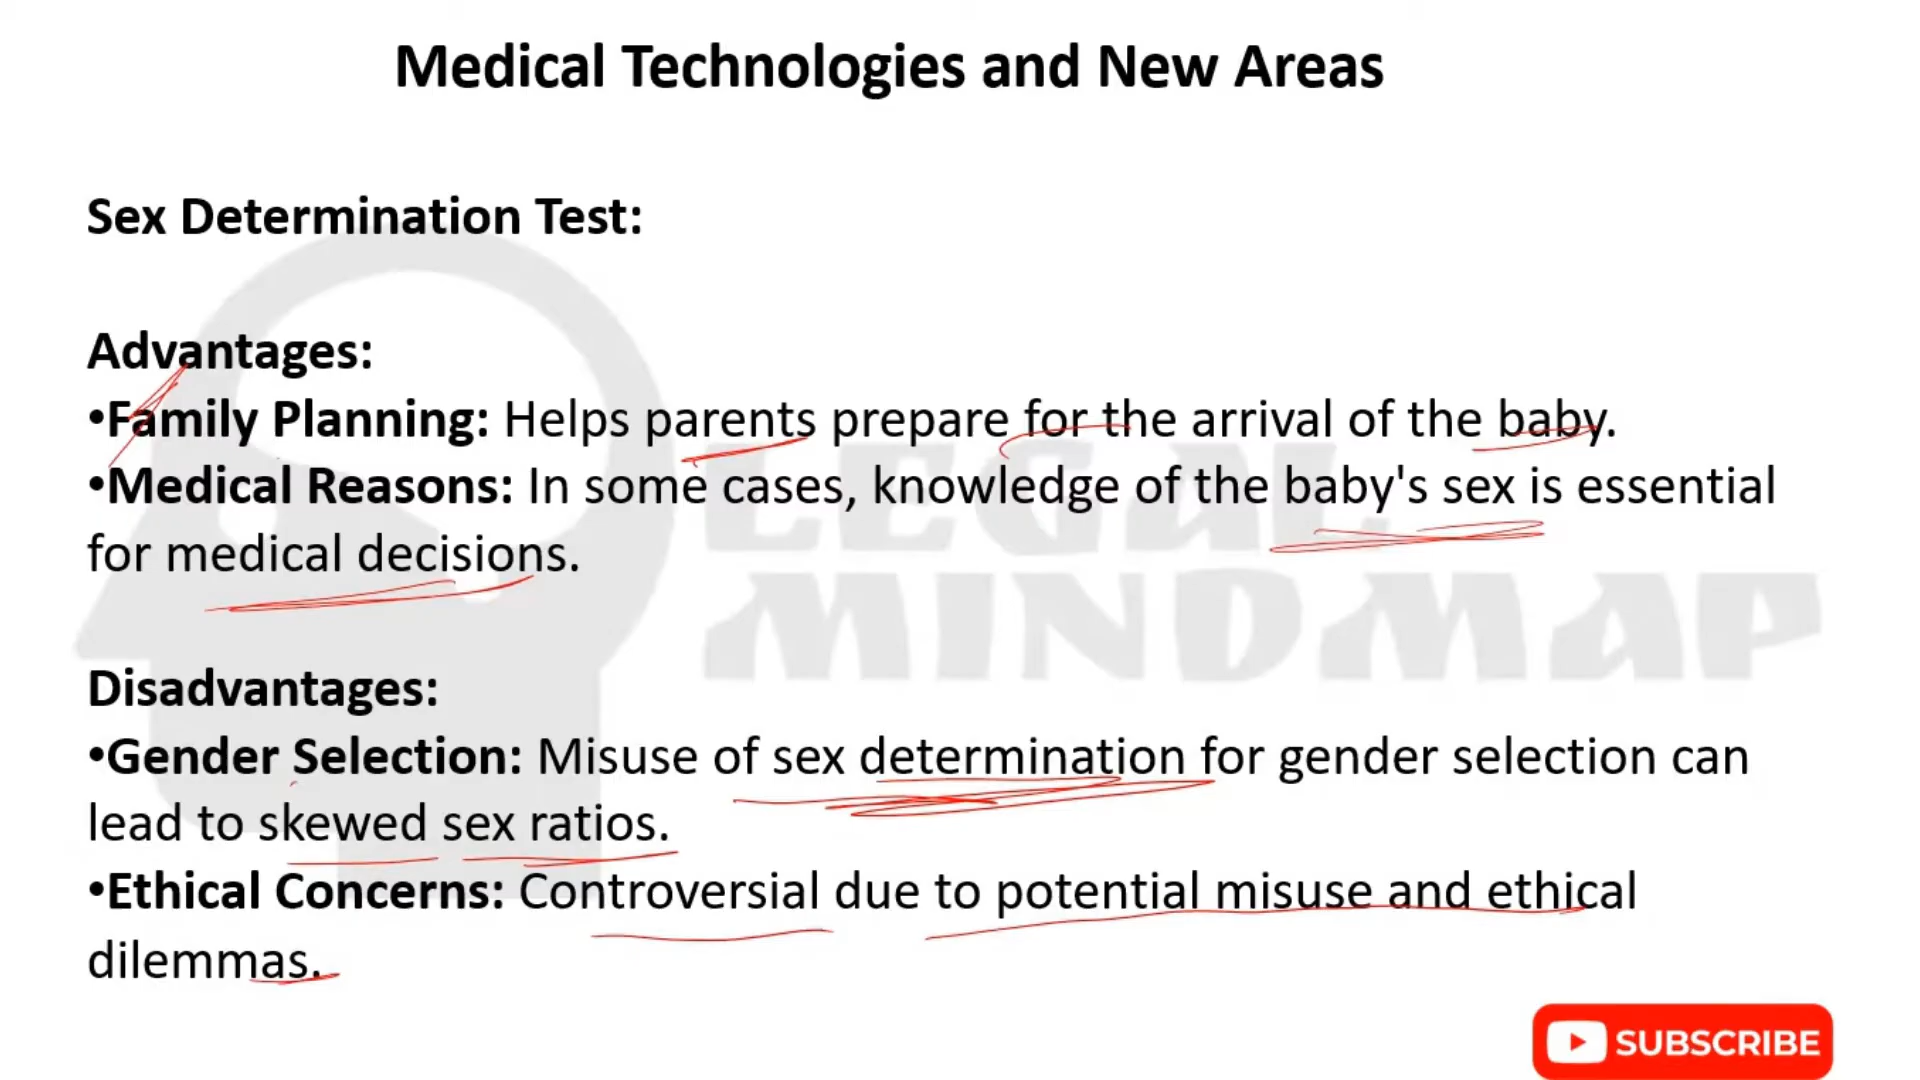 Medical Technologies and New Areas
Sex Determination Test:
Advantages:
•Family Planning: Helps parents prepare for the arrival of the baby.
•Medical Reasons: In some cases, knowledge of the baby's sex is essential
for medical decisions.
LEGAL
MINDMAP
Disadvantages:
•Gender Selection: Misuse of sex determination for gender selection can
lead to skewed sex ratios.
•Ethical Concerns: Controversial due to potential misuse and ethical
dilemmas.
SUBSCRIBE